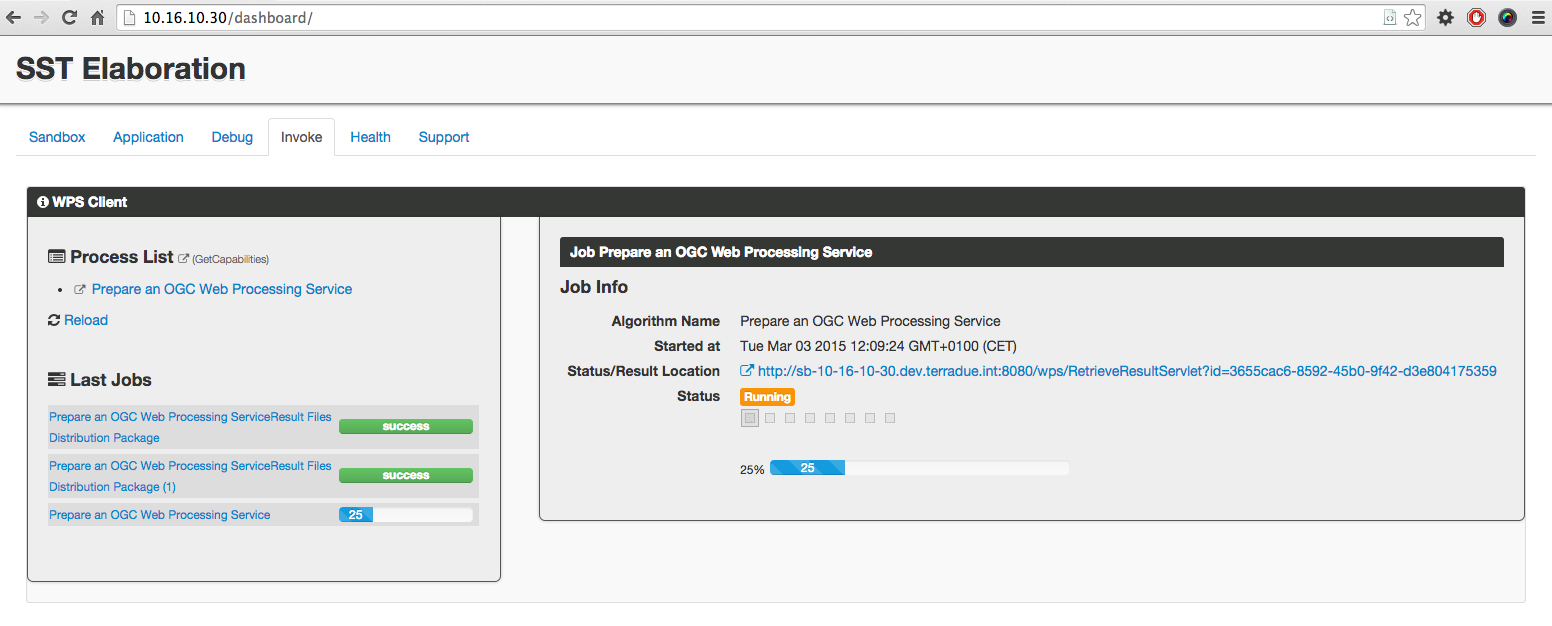 10.16.10.30/dashboard/
SST Elaboration
Sandbox Application Debug Invoke Health Support
WPS Client
Process List (GetCapabilities)
Prepare an OGC Web Processing Service
Reload
Last Jobs
Prepare an OGC Web Processing ServiceResult Files
Distribution Package
success
Prepare an OGC Web Processing ServiceResult Files
Distribution Package (1)
success
Prepare an OGC Web Processing Service
25
Job Prepare an OGC Web Processing Service
Job Info
Algorithm Name Prepare an OGC Web Processing Service
Started at Tue Mar 03 2015 12:09:24 GMT+0100 (CET)
Status/Result Location http://sb-10-16-10-30.dev.terradue.int:8080/wps/RetrieveResultServlet?id=3655cac6-8592-45b0-9f42-d3e804175359
Status Running
25% 25